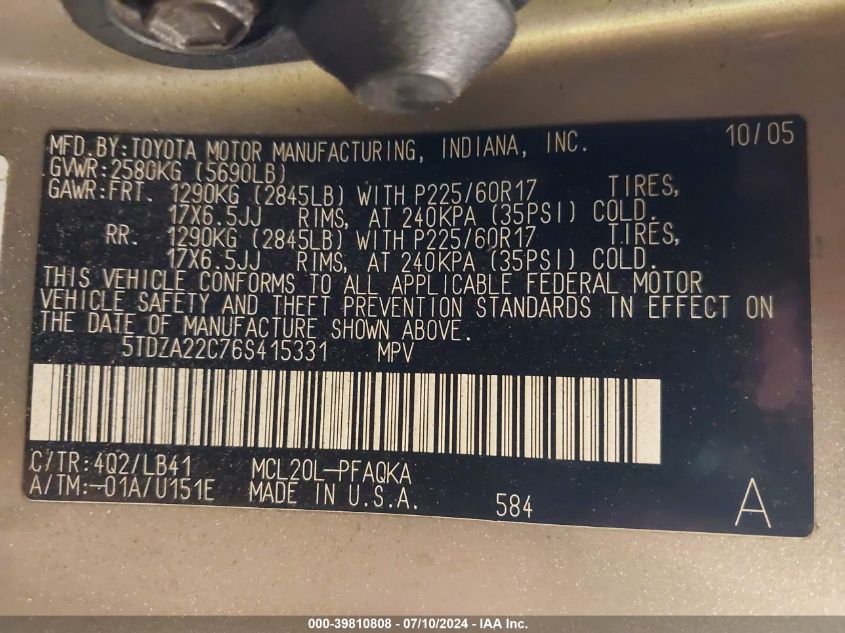 MFD.BY:TOYOTA MOTOR MANUFACTURING, INDIANA, INC. 10/05
GVWR:2580KG (5690LB)
GAWR:FRT. 1290KG (2845LB) WITH P225/60R17 TIRES,
17X6.5JJ RIMS, AT 240KPA (35PSI) COLD.
RR. 1290KG (2845LB) WITH P225/60R17 TIRES,
17X6.5JJ RIMS, AT 240KPA (35PSI) COLD.
THIS VEHICLE CONFORMS TO ALL APPLICABLE FEDERAL MOTOR
VEHICLE SAFETY AND THEFT PREVENTION STANDARDS IN EFFECT ON
THE DATE OF MANUFACTURE SHOWN ABOVE.
5TDZA22C76S415331 MPV
C/TR:4Q2/LB41 MCL20L-PFAQKA
A/TM:-01A/U151E MADE IN U.S.A. 584 A
000-39810808 - 07/10/2024 - IAA Inc.